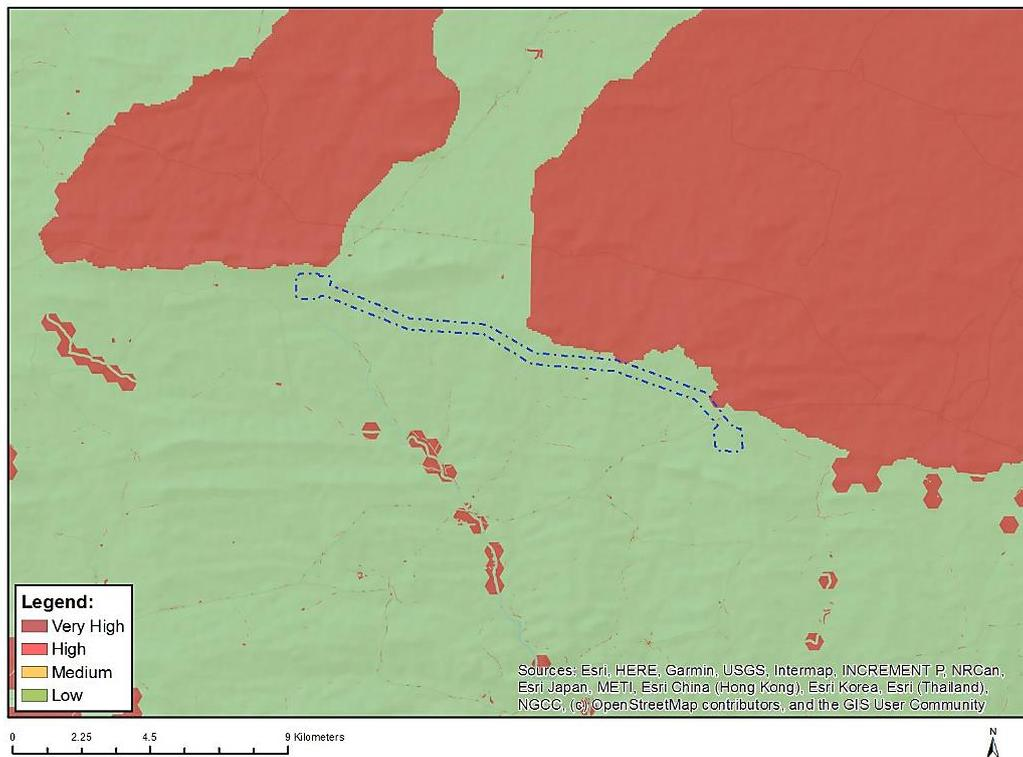 Legend:
Very High
High
Medium
Low
Sources: Esri, HERE, Garmin, USGS, Intermap, INCREMENT P, NRCan,
Esri Japan, METI, Esri China (Hong Kong), Esri Korea, Esri (Thailand),
NGCC, (c) OpenStreetMap contributors, and the GIS User Community
0 2.25 4.5 9 Kilometers
N